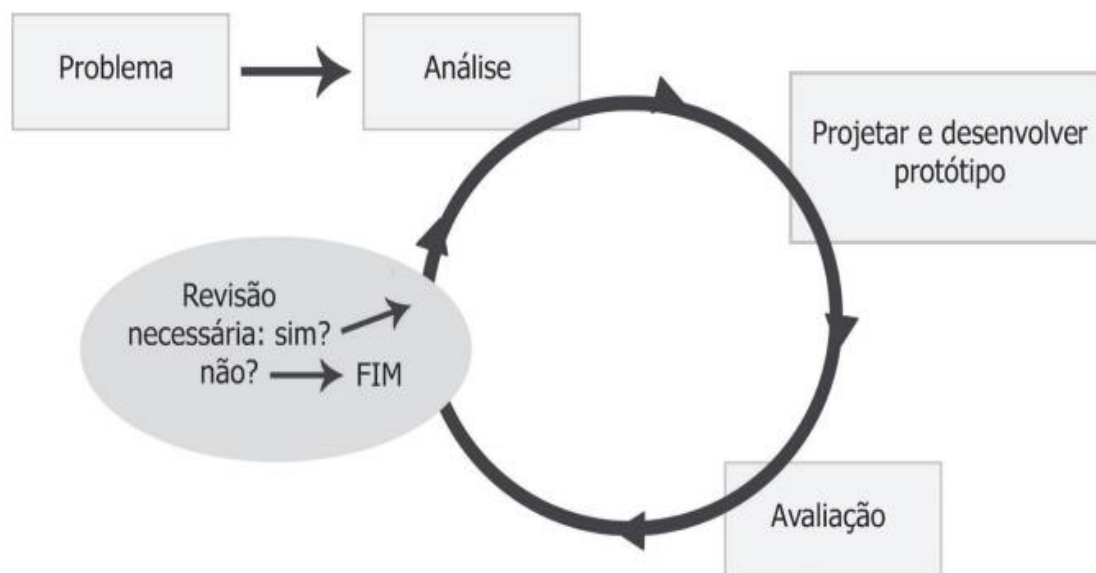 Problema
Análise
Projetar e desenvolver
protótipo
Revisão
necessária: sim?
não?
FIM
Avaliação